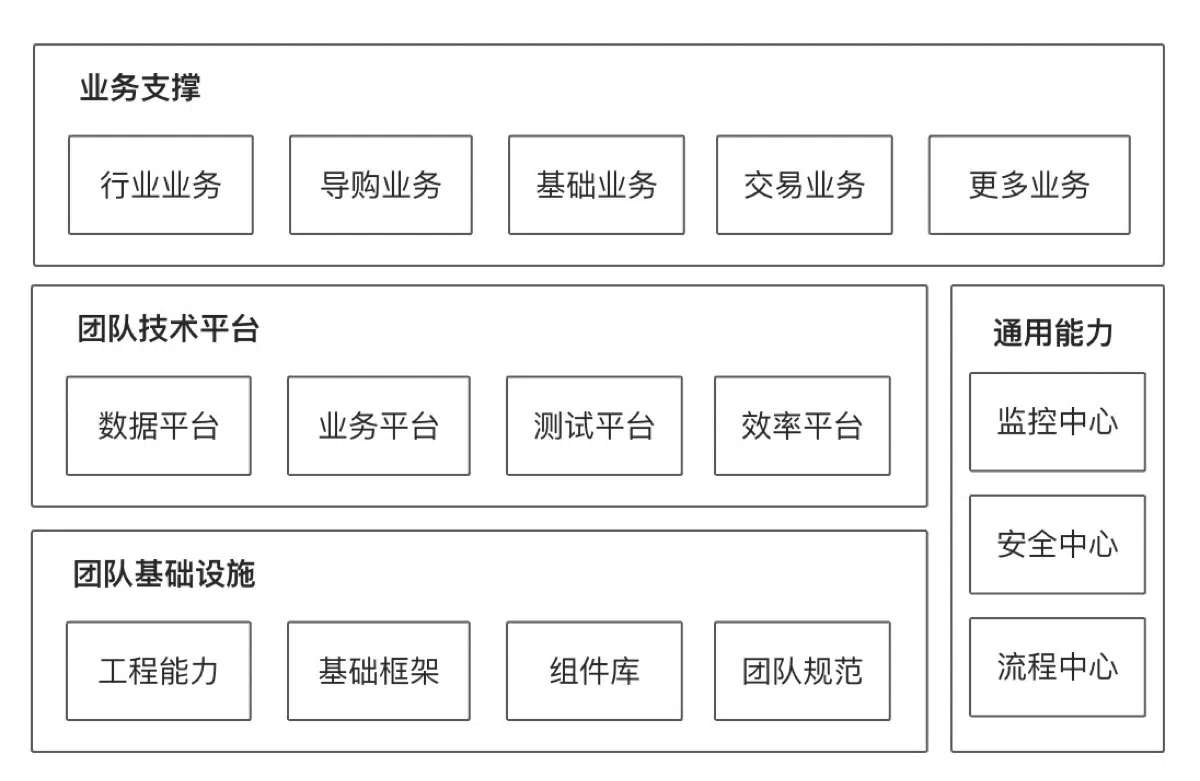 业务支撑
行业业务
导购业务
基础业务
交易业务
更多业务
团队技术平台
数据平台
业务平台
测试平台
效率平台
团队基础设施
工程能力
基础框架
组件库
团队规范
通用能力
监控中心
安全中心
流程中心